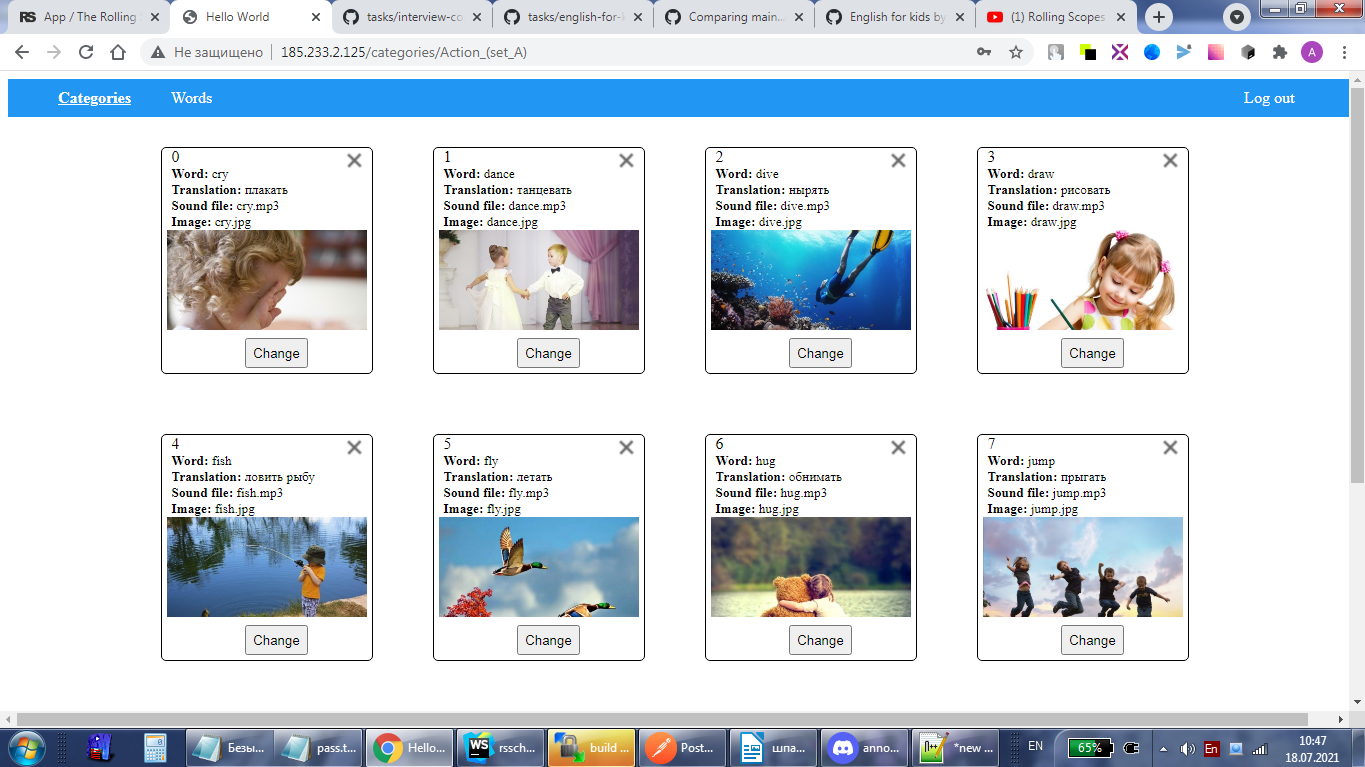 App / The Rolling
Hello World
tasks/interview-co
tasks/english-for-
Comparing main...
English for kids by
(1) Rolling Scopes
Не защищено
185.233.2.125/categories/Action_(set_A)
A
Categories
Words
Log out
0
Word: cry
Translation: плакать
Sound file: cry.mp3
Image: cry.jpg
Change
1
Word: dance
Translation: танцевать
Sound file: dance.mp3
Image: dance.jpg
Change
2
Word: dive
Translation: нырять
Sound file: dive.mp3
Image: dive.jpg
Change
3
Word: draw
Translation: рисовать
Sound file: draw.mp3
Image: draw.jpg
Change
4
Word: fish
Translation: ловить рыбу
Sound file: fish.mp3
Image: fish.jpg
Change
5
Word: fly
Translation: летать
Sound file: fly.mp3
Image: fly.jpg
Change
6
Word: hug
Translation: обнимать
Sound file: hug.mp3
Image: hug.jpg
Change
7
Word: jump
Translation: прыгать
Sound file: jump.mp3
Image: jump.jpg
Change
Безы...
pass.t...
Hello...
WS
rssch...
build ...
Post...
шпа...
anno...
*new ...
EN
65%
En
10:47
18.07.2021